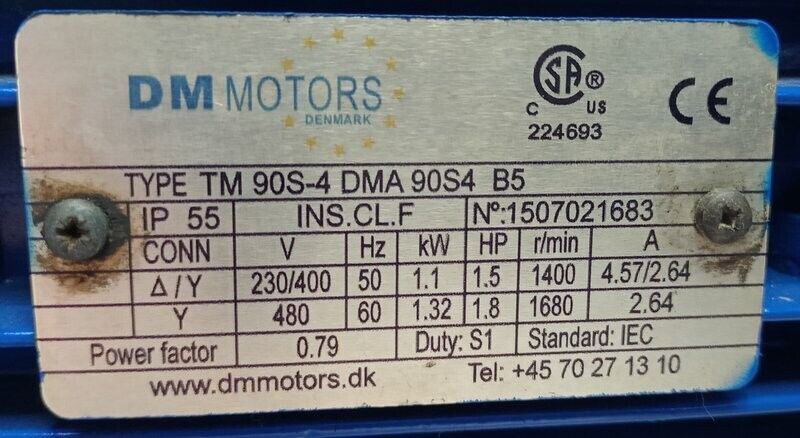 DM MOTORS
DENMARK
CSA ®
C US
224693
CE
TYPE TM 90S-4 DMA 90S4 B5
IP 55 INS.CL.F Nº:1507021683
CONN V Hz kW HP r/min A
Δ/Y 230/400 50 1.1 1.5 1400 4.57/2.64
Y 480 60 1.32 1.8 1680 2.64
Power factor 0.79 Duty: S1 Standard: IEC
www.dmmotors.dk Tel: +45 70 27 13 10